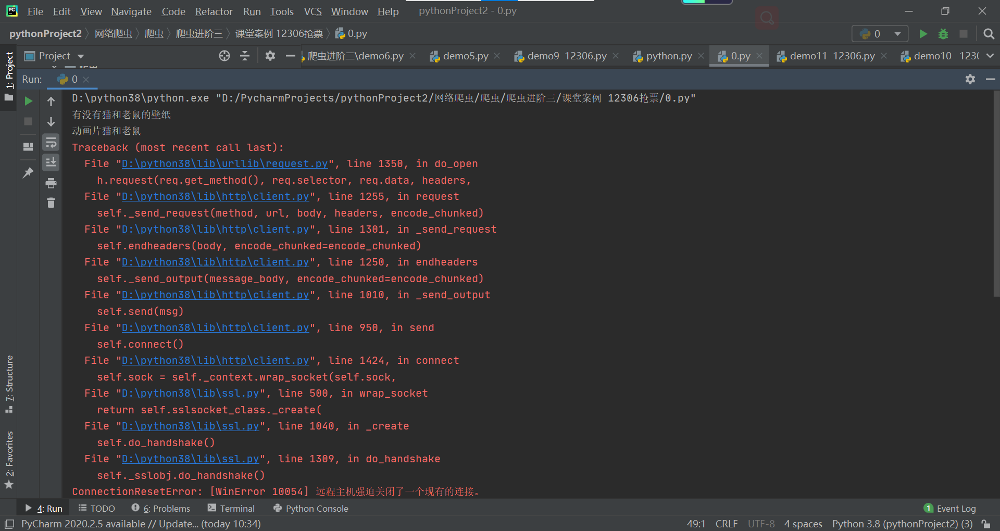 File Edit View Navigate Code Refactor Run Tools VCS Window Help pythonProject2 - 0.py
pythonProject2 网络爬虫 爬虫 爬虫进阶三 课堂案例 12306抢票 0.py 0
Project 爬虫进阶二\demo6.py demo5.py demo9 12306.py python.py 0.py demo11 12306.py demo10
1: Project
Run: 0
D:\python38\python.exe "D:/PycharmProjects/pythonProject2/网络爬虫/爬虫/爬虫进阶三/课堂案例 12306抢票/0.py"
有没有猫和老鼠的壁纸
动画片猫和老鼠
Traceback (most recent call last):
File "D:\python38\lib\urllib\request.py", line 1350, in do_open
h.request(req.get_method(), req.selector, req.data, headers,
File "D:\python38\lib\http\client.py", line 1255, in request
self._send_request(method, url, body, headers, encode_chunked)
File "D:\python38\lib\http\client.py", line 1301, in _send_request
self.endheaders(body, encode_chunked=encode_chunked)
File "D:\python38\lib\http\client.py", line 1250, in endheaders
self._send_output(message_body, encode_chunked=encode_chunked)
File "D:\python38\lib\http\client.py", line 1010, in _send_output
self.send(msg)
File "D:\python38\lib\http\client.py", line 950, in send
self.connect()
File "D:\python38\lib\http\client.py", line 1424, in connect
self.sock = self._context.wrap_socket(self.sock,
File "D:\python38\lib\ssl.py", line 500, in wrap_socket
return self.sslsocket_class._create(
File "D:\python38\lib\ssl.py", line 1040, in _create
self.do_handshake()
File "D:\python38\lib\ssl.py", line 1309, in do_handshake
self._sslobj.do_handshake()
ConnectionResetError: [WinError 10054] 远程主机强迫关闭了一个现有的连接。
7: Structure
2: Favorites
4: Run TODO 6: Problems Terminal Python Console 1 Event Log
PyCharm 2020.2.5 available // Update... (today 10:34) 49:1 CRLF UTF-8 4 spaces Python 3.8 (pythonProject2) (3)